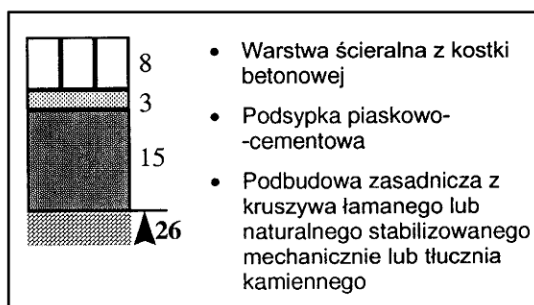 8
3
15
26
• Warstwa ścieralna z kostki
betonowej
• Podsypka piaskowo-
-cementowa
• Podbudowa zasadnicza z
kruszywa łamanego lub
naturalnego stabilizowanego
mechanicznie lub tłucznia
kamiennego